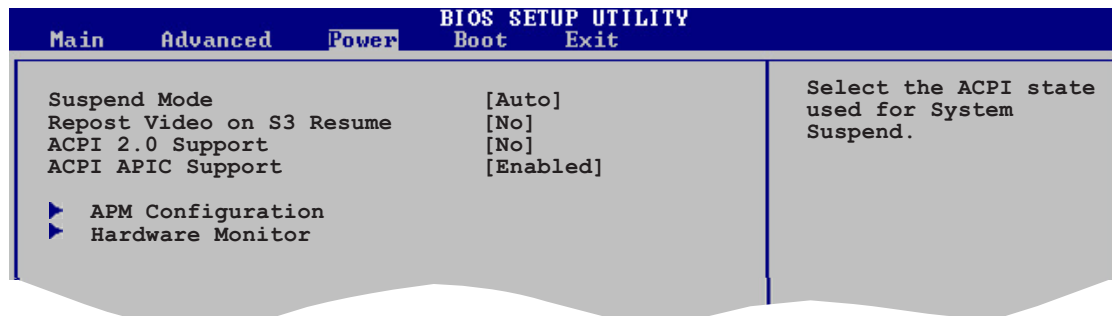 BIOS SETUP UTILITY
Main Advanced Power Boot Exit
Suspend Mode [Auto]
Repost Video on S3 Resume [No]
ACPI 2.0 Support [No]
ACPI APIC Support [Enabled]
APM Configuration
Hardware Monitor
Select the ACPI state
used for System
Suspend.